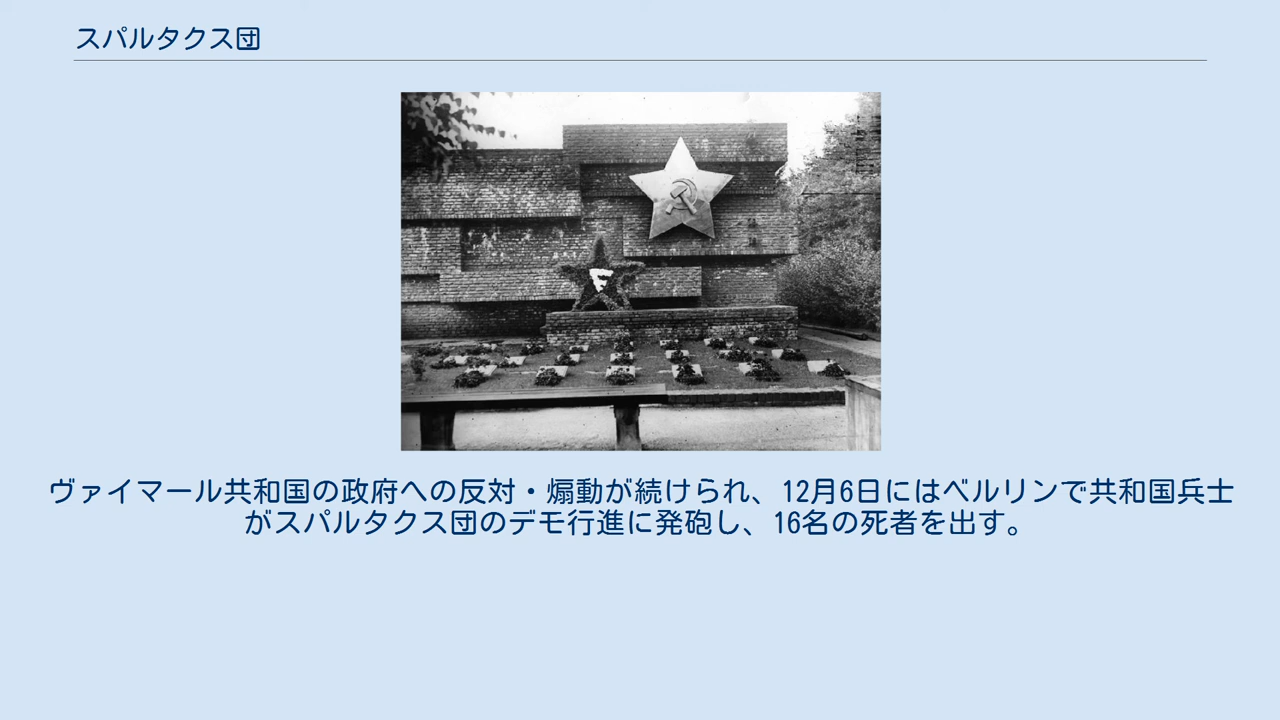 スパルタクス団
ヴァイマール共和国の政府への反対・煽動が続けられ、12月6日にはベルリンで共和国兵士
がスパルタクス団のデモ行進に発砲し、16名の死者を出す。